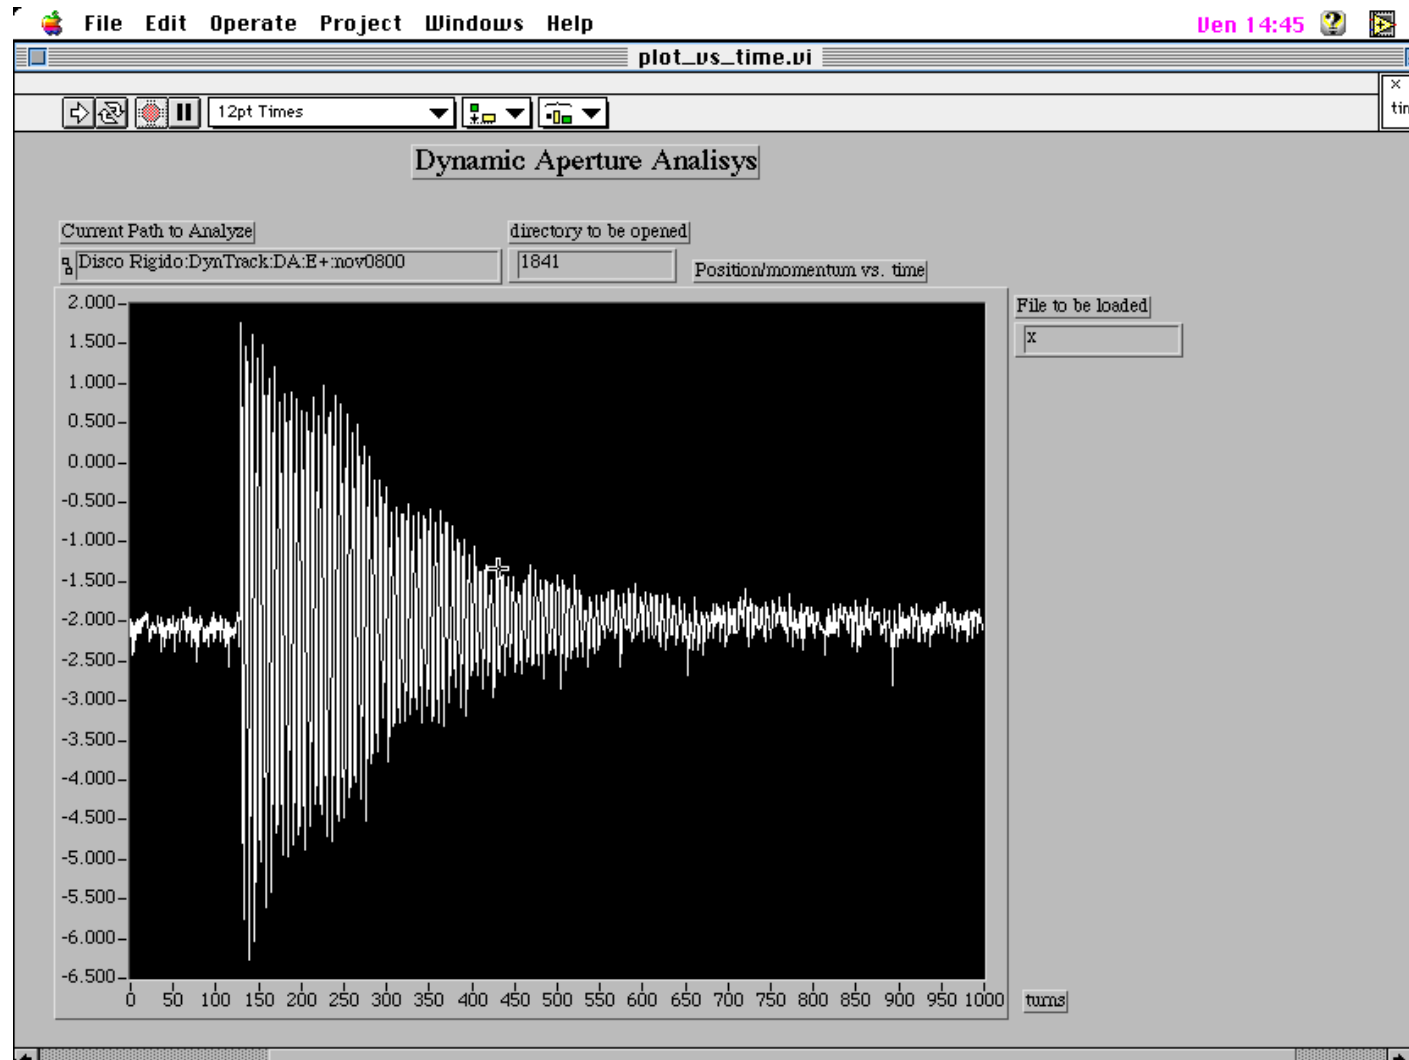 File Edit Operate Project Windows Help Ven 14:45
plot_vs_time.vi
12pt Times
Dynamic Aperture Analisys
Current Path to Analyze
directory to be opened
Disco Rigido:DynTrack:DA:E+:nov0800
1841
Position/momentum vs. time
File to be loaded
x
2.000
1.500
1.000
0.500
0.000
-0.500
-1.000
-1.500
-2.000
-2.500
-3.000
-3.500
-4.000
-4.500
-5.000
-5.500
-6.000
-6.500
0 50 100 150 200 250 300 350 400 450 500 550 600 650 700 750 800 850 900 950 1000
turns